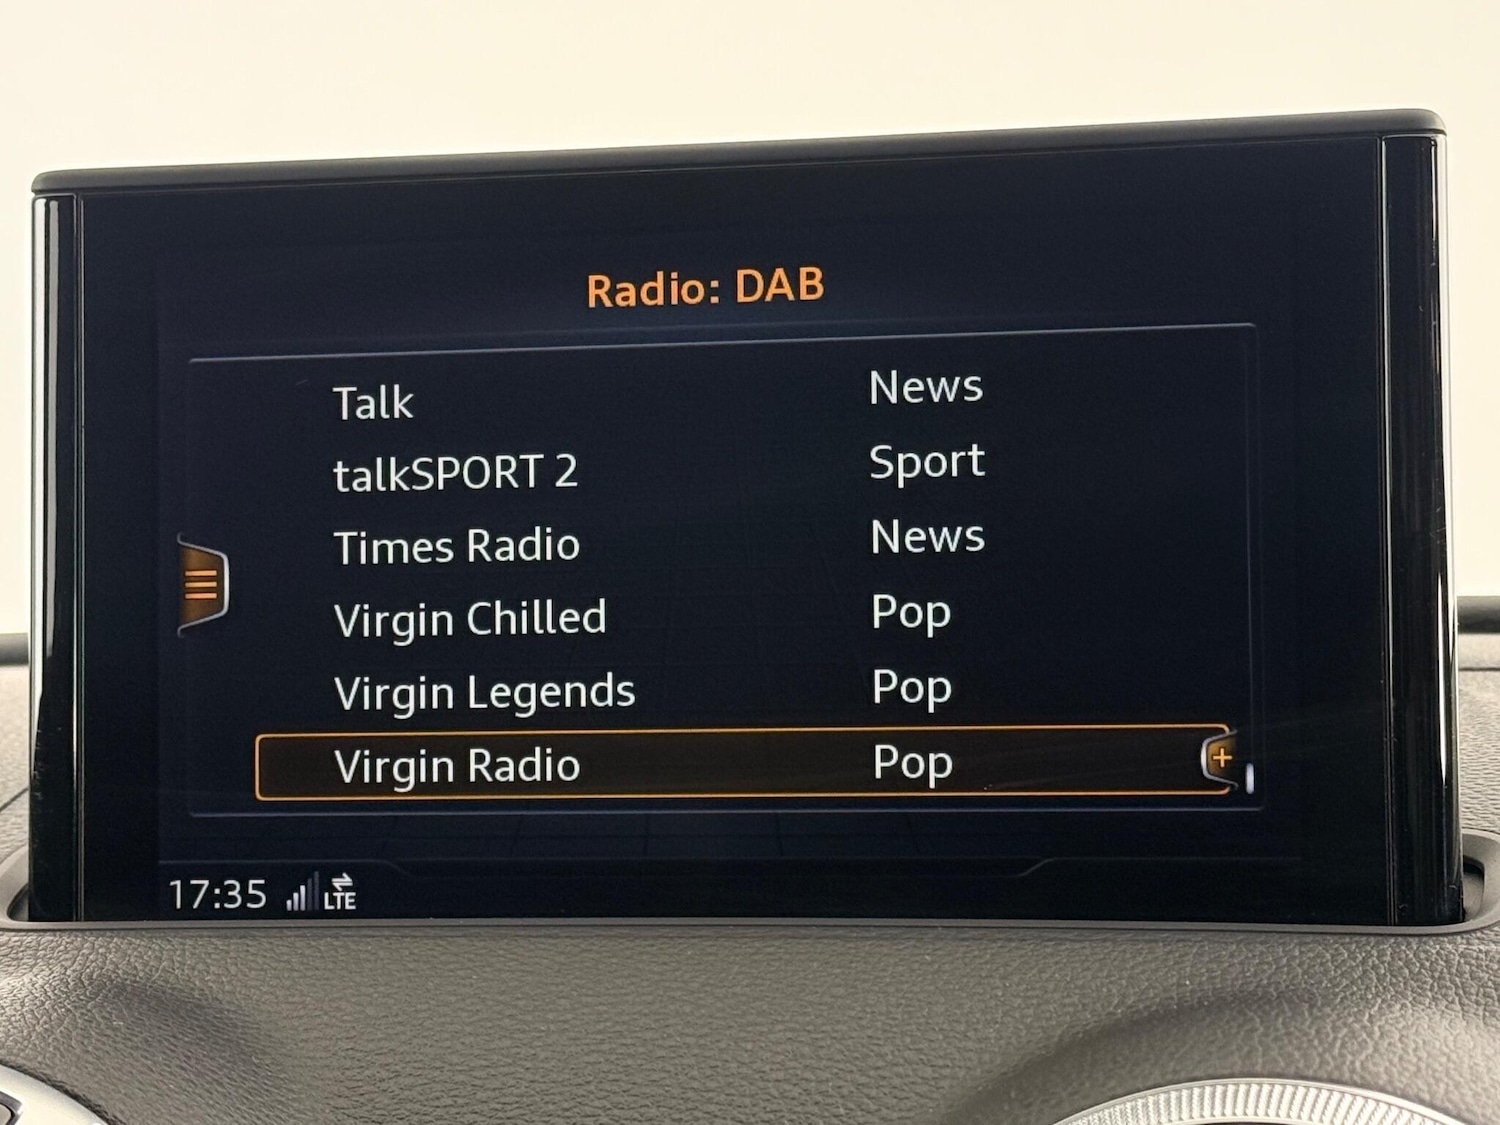 Radio: DAB
Talk News
talkSPORT 2 Sport
Times Radio News
Virgin Chilled Pop
Virgin Legends Pop
Virgin Radio Pop +
17:35 LTE